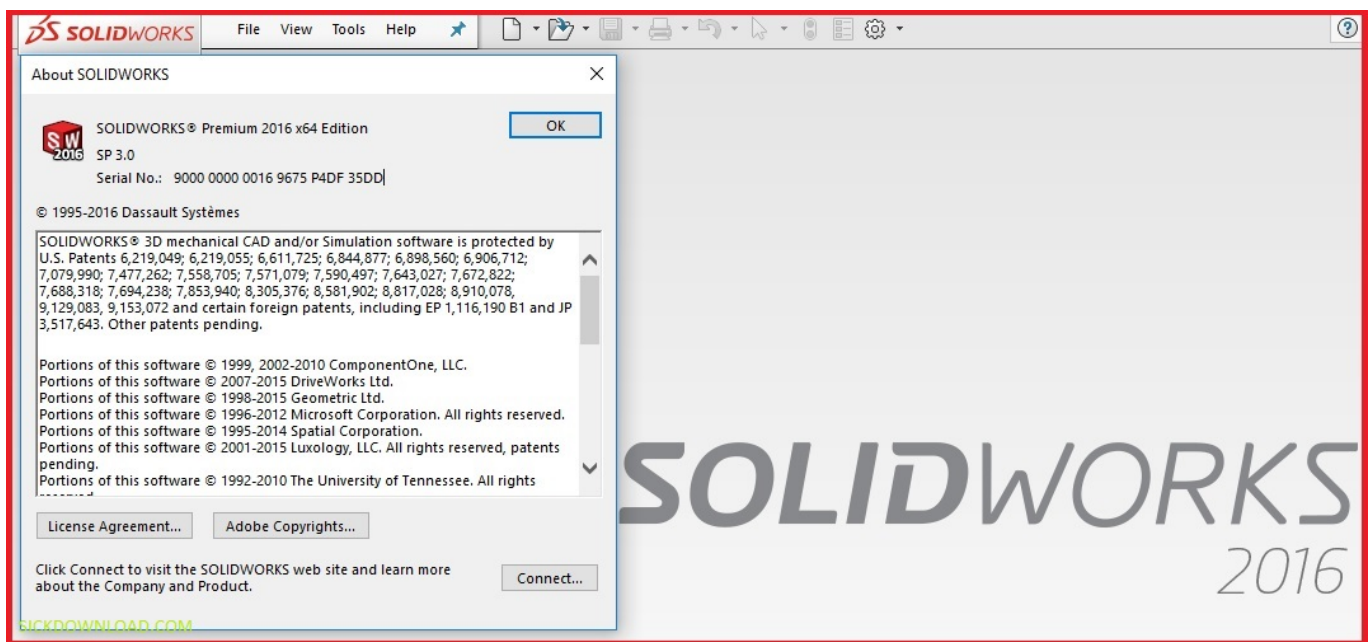 SOLIDWORKS File View Tools Help
About SOLIDWORKS
SOLIDWORKS® Premium 2016 x64 Edition
OK
SW
2016
SP 3.0
Serial No.: 9000 0000 0016 9675 P4DF 35DD
© 1995-2016 Dassault Systèmes
SOLIDWORKS® 3D mechanical CAD and/or Simulation software is protected by
U.S. Patents 6,219,049; 6,219,055; 6,611,725; 6,844,877; 6,898,560; 6,906,712;
7,079,990; 7,477,262; 7,558,705; 7,571,079; 7,590,497; 7,643,027; 7,672,822;
7,688,318; 7,694,238; 7,853,940; 8,305,376; 8,581,902; 8,817,028; 8,910,078,
9,129,083, 9,153,072 and certain foreign patents, including EP 1,116,190 B1 and JP
3,517,643. Other patents pending.
Portions of this software © 1999, 2002-2010 ComponentOne, LLC.
Portions of this software © 2007-2015 DriveWorks Ltd.
Portions of this software © 1998-2015 Geometric Ltd.
Portions of this software © 1996-2012 Microsoft Corporation. All rights reserved.
Portions of this software © 1995-2014 Spatial Corporation.
Portions of this software © 2001-2015 Luxology, LLC. All rights reserved, patents
pending.
Portions of this software © 1992-2010 The University of Tennessee. All rights
License Agreement... Adobe Copyrights...
Click Connect to visit the SOLIDWORKS web site and learn more
about the Company and Product.
Connect...
SICKDOWNLOAD.COM
SOLIDWORKS
2016